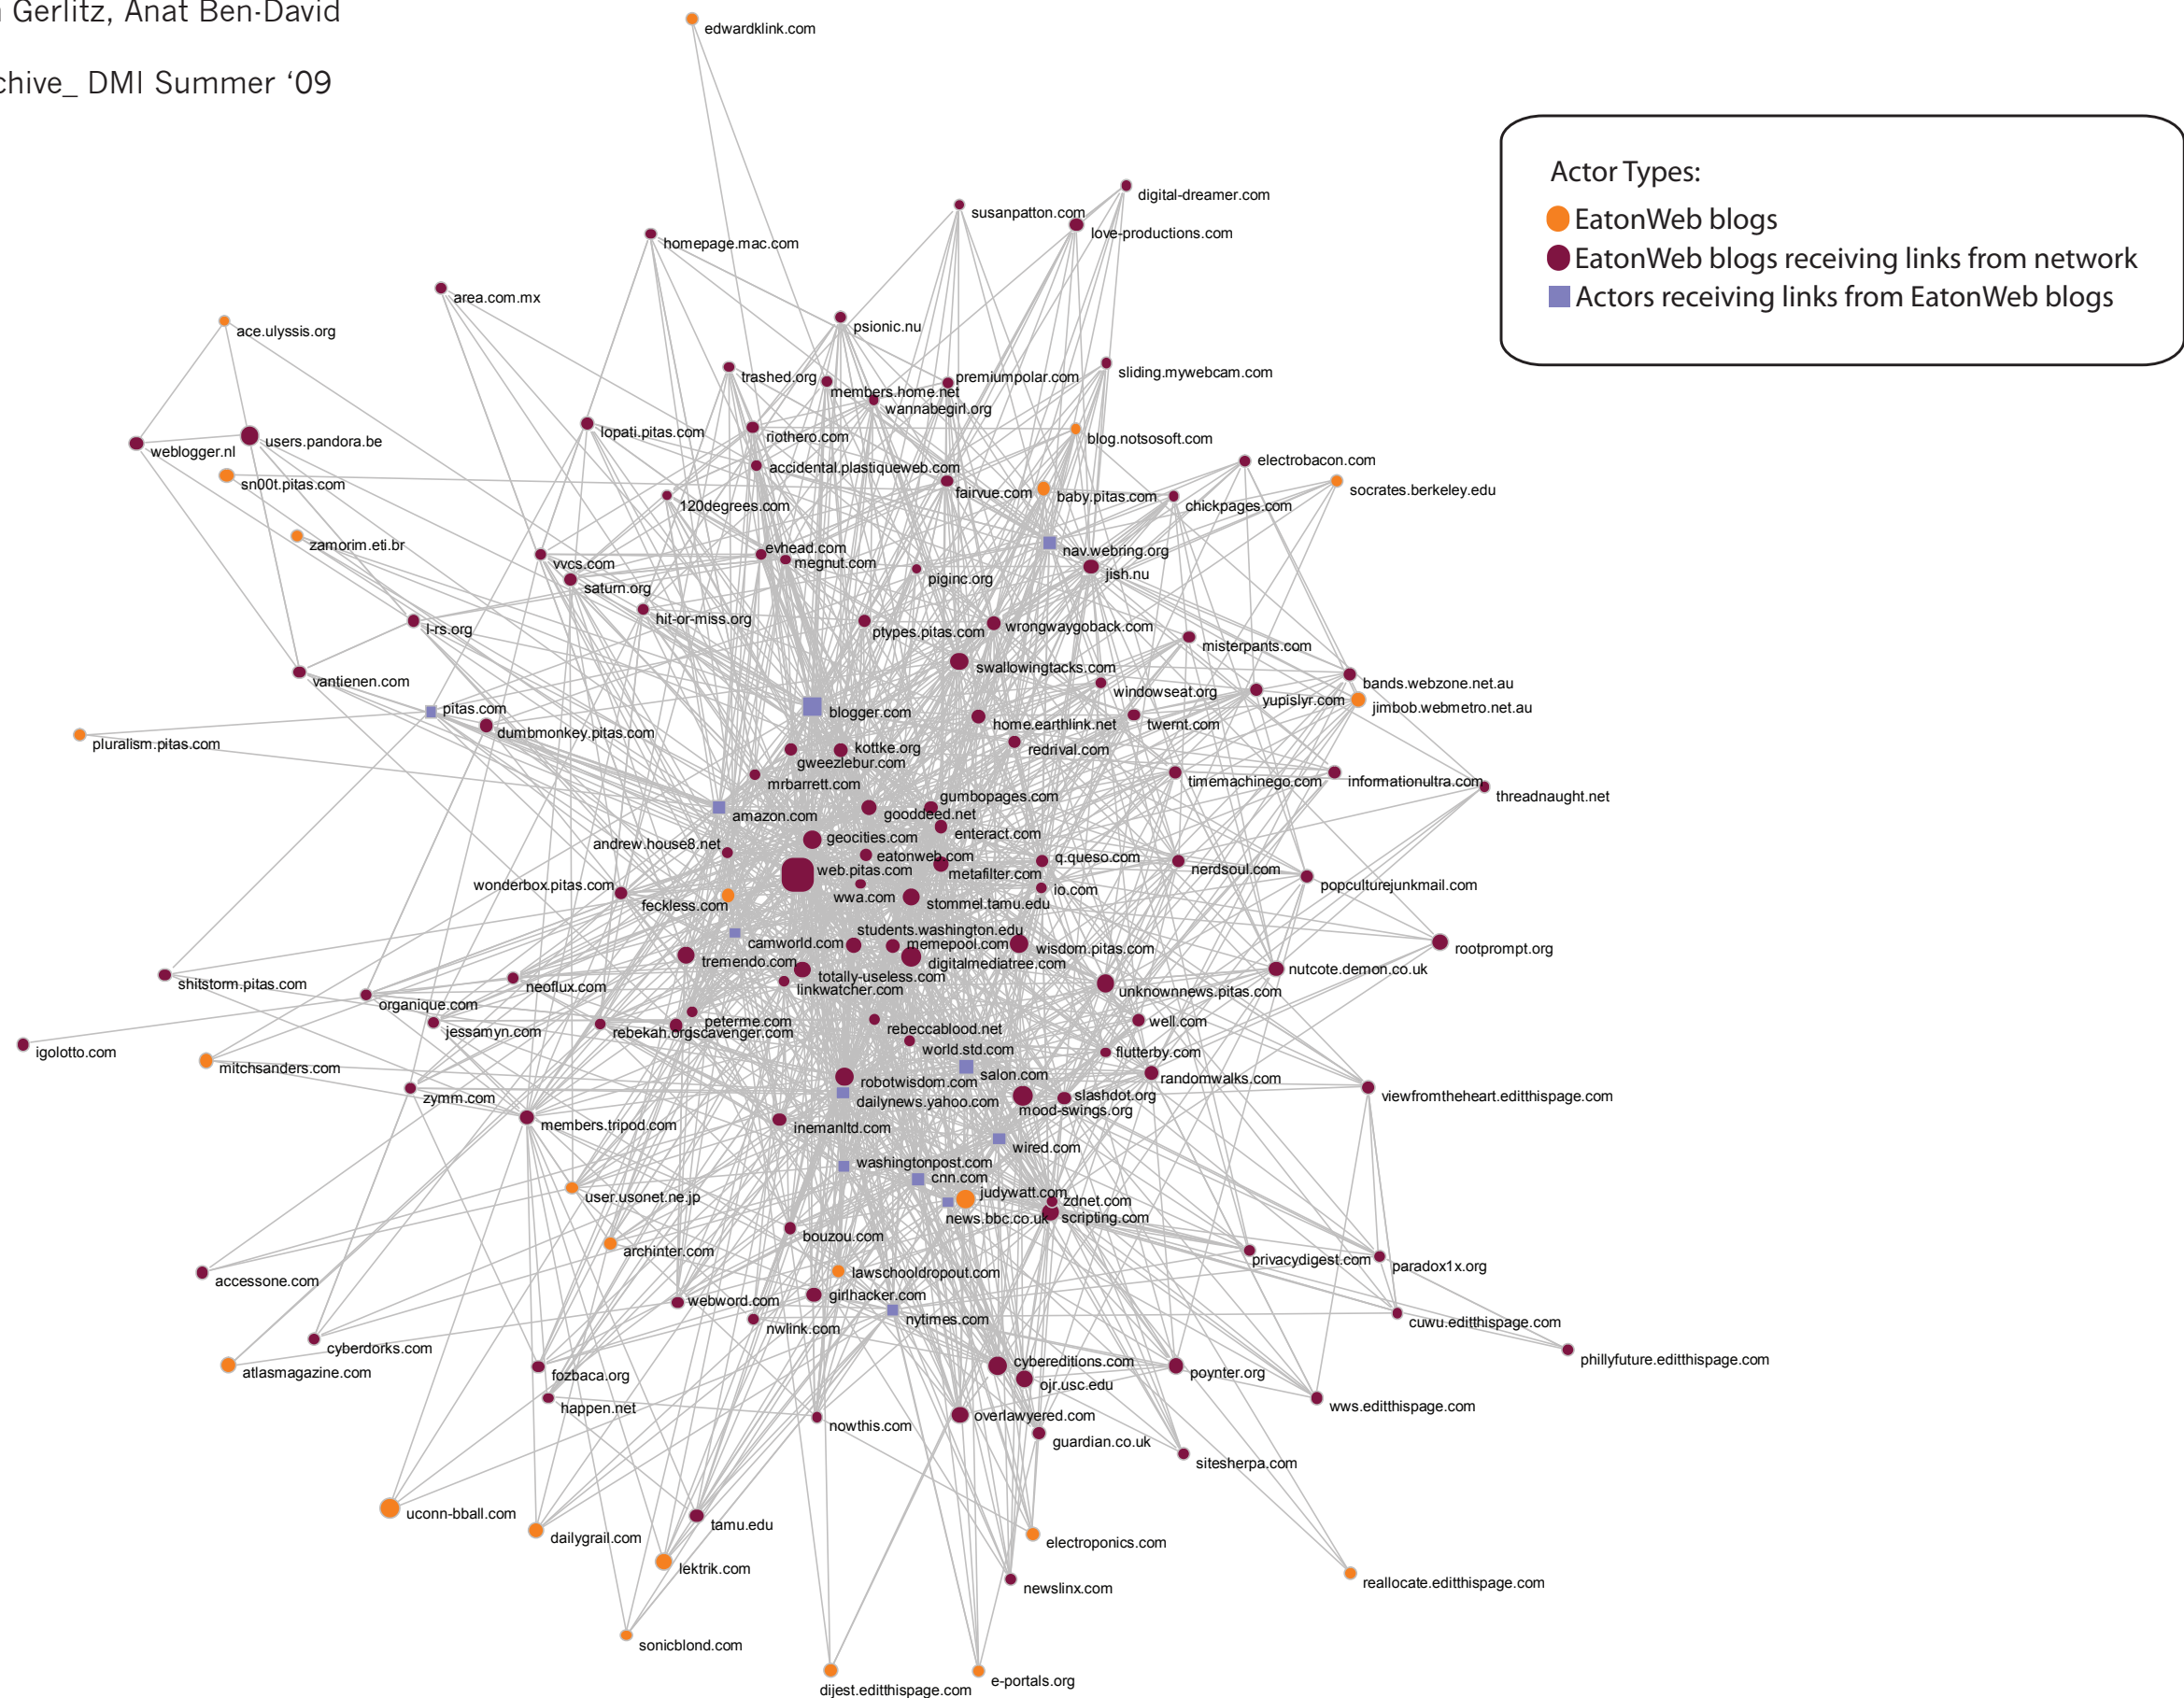 n Gerlitz, Anat Ben-David
chive_ DMI Summer ‘09
Actor Types:
EatonWeb blogs
EatonWeb blogs receiving links from network
Actors receiving links from EatonWeb blogs
edwardklink.com
digital-dreamer.com
susanpatton.com
love-productions.com
homepage.mac.com
area.com.mx
ace.ulyssis.org
psionic.nu
sliding.mywebcam.com
trashed.org
premiumpolar.com
members.home.net
wannabegirl.org
lopati.pitas.com
riothero.com
blog.notsosoft.com
users.pandora.be
weblogger.nl
electrobacon.com
accidental.plastiqueweb.com
sn00t.pitas.com
fairvue.com
baby.pitas.com
socrates.berkeley.edu
120degrees.com
chickpages.com
zamorim.eti.br
evhead.com
nav.webring.org
vvcs.com
megnut.com
jish.nu
piginc.org
saturn.org
hit-or-miss.org
l-rs.org
ptypes.pitas.com
wrongwaygoback.com
misterpants.com
swallowingtacks.com
vantienen.com
bands.webzone.net.au
windowseat.org
yupislyr.com
jimbob.webmetro.net.au
pitas.com
blogger.com
home.earthlink.net
twernt.com
dumbmonkey.pitas.com
pluralism.pitas.com
kottke.org
redrival.com
gweezlebur.com
mrbarrett.com
timemachinego.com
informationultra.com
threadnaught.net
gumbopages.com
amazon.com
gooddeed.net
enteract.com
andrew.house8.net
geocities.com
eatonweb.com
q.queso.com
web.pitas.com
metafilter.com
nerdsoul.com
wonderbox.pitas.com
popculturejunkmail.com
io.com
wwa.com
feckless.com
stommel.tamu.edu
students.washington.edu
camworld.com
memepool.com
wisdom.pitas.com
rootprompt.org
tremendo.com
digitalmediatree.com
nutcote.demon.co.uk
totally-useless.com
shitstorm.pitas.com
neoflux.com
linkwatcher.com
unknownnews.pitas.com
organique.com
peterme.com
well.com
jessamyn.com
rebekah.org
scavenger.com
rebeccablood.net
igolotto.com
world.std.com
flutterby.com
mitchsanders.com
salon.com
randomwalks.com
robotwisdom.com
zymm.com
dailynews.yahoo.com
slashdot.org
viewfromtheheart.editthispage.com
mood-swings.org
members.tripod.com
inemanltd.com
wired.com
washingtonpost.com
cnn.com
user.usonet.ne.jp
judywatt.com
zdnet.com
news.bbc.co.uk
scripting.com
bouzou.com
archinter.com
privacydigest.com
paradox1x.org
lawschooldropout.com
accessone.com
girlhacker.com
webword.com
nytimes.com
nwlink.com
cuwu.editthispage.com
cyberdorks.com
phillyfuture.editthispage.com
cybereditions.com
atlasmagazine.com
poynter.org
fozbaca.org
ojr.usc.edu
happen.net
wws.editthispage.com
overlawyered.com
nowthis.com
guardian.co.uk
sitesherpa.com
uconn-bball.com
tamu.edu
dailygrail.com
electroponics.com
lektrik.com
reallocate.editthispage.com
newslinx.com
sonicblond.com
e-portals.org
dijest.editthispage.com